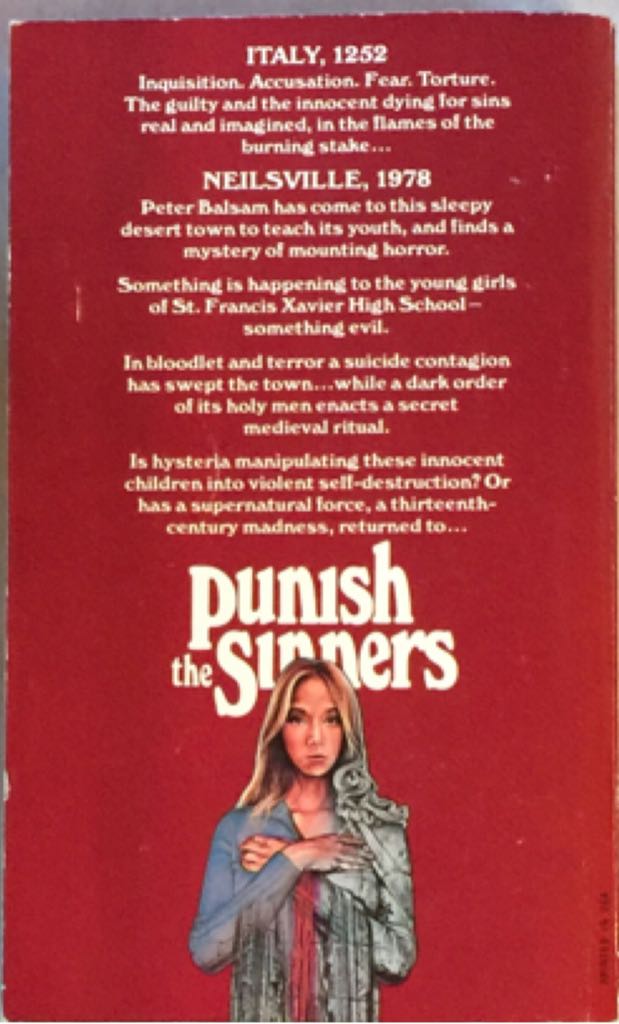 ITALY, 1252
Inquisition. Accusation. Fear. Torture.
The guilty and the innocent dying for sins
real and imagined, in the flames of the
burning stake...
NEILSVILLE, 1978
Peter Balsam has come to this sleepy
desert town to teach its youth, and finds a
mystery of mounting horror.
Something is happening to the young girls
of St. Francis Xavier High School—
something evil.
In bloodlet and terror a suicide contagion
has swept the town...while a dark order
of its holy men enacts a secret
medieval ritual.
Is hysteria manipulating these innocent
children into violent self-destruction? Or
has a supernatural force, a thirteenth-
century madness, returned to...
punish
the Sinners